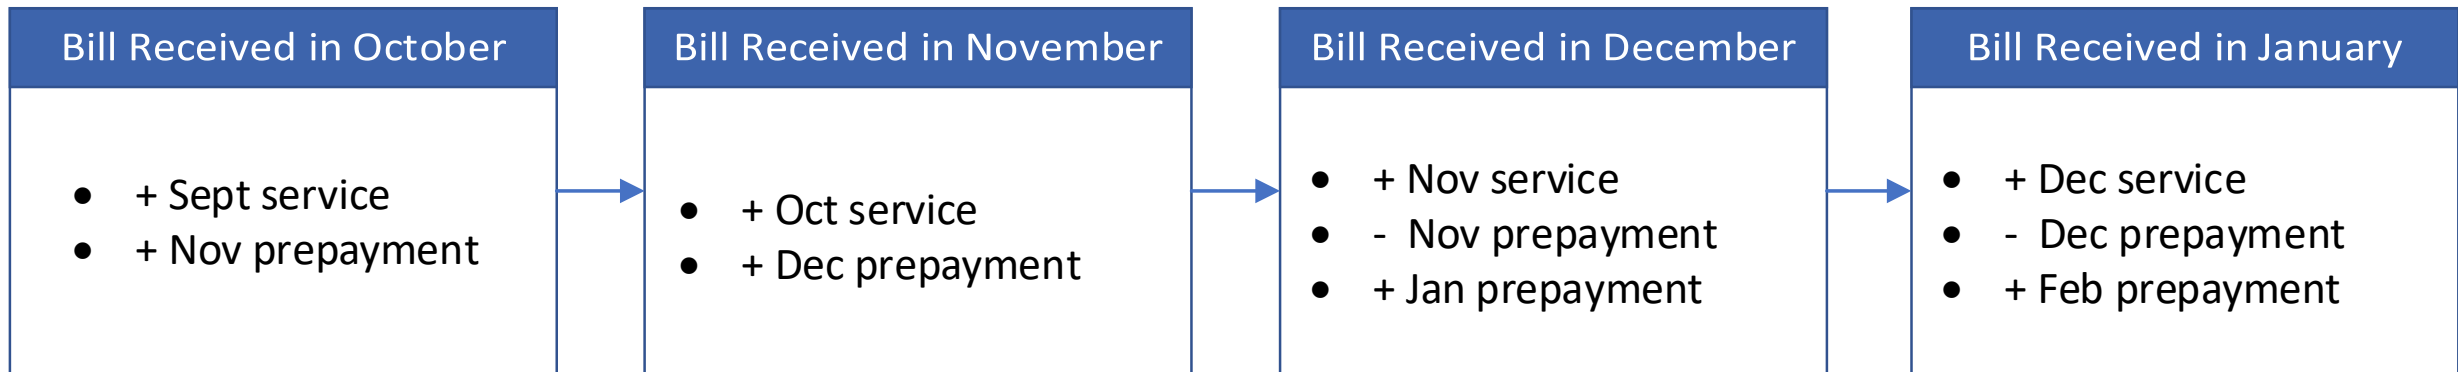 Bill Received in October
• + Sept service
• + Nov prepayment
Bill Received in November
• + Oct service
• + Dec prepayment
Bill Received in December
• + Nov service
• - Nov prepayment
• + Jan prepayment
Bill Received in January
• + Dec service
• - Dec prepayment
• + Feb prepayment